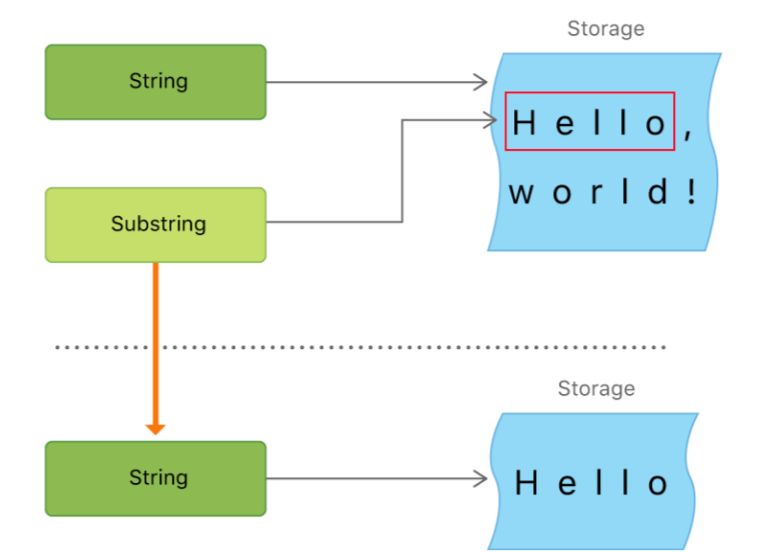 Storage
String
H e l l o ,
Substring
w o r l d !
Storage
String
H e l l o